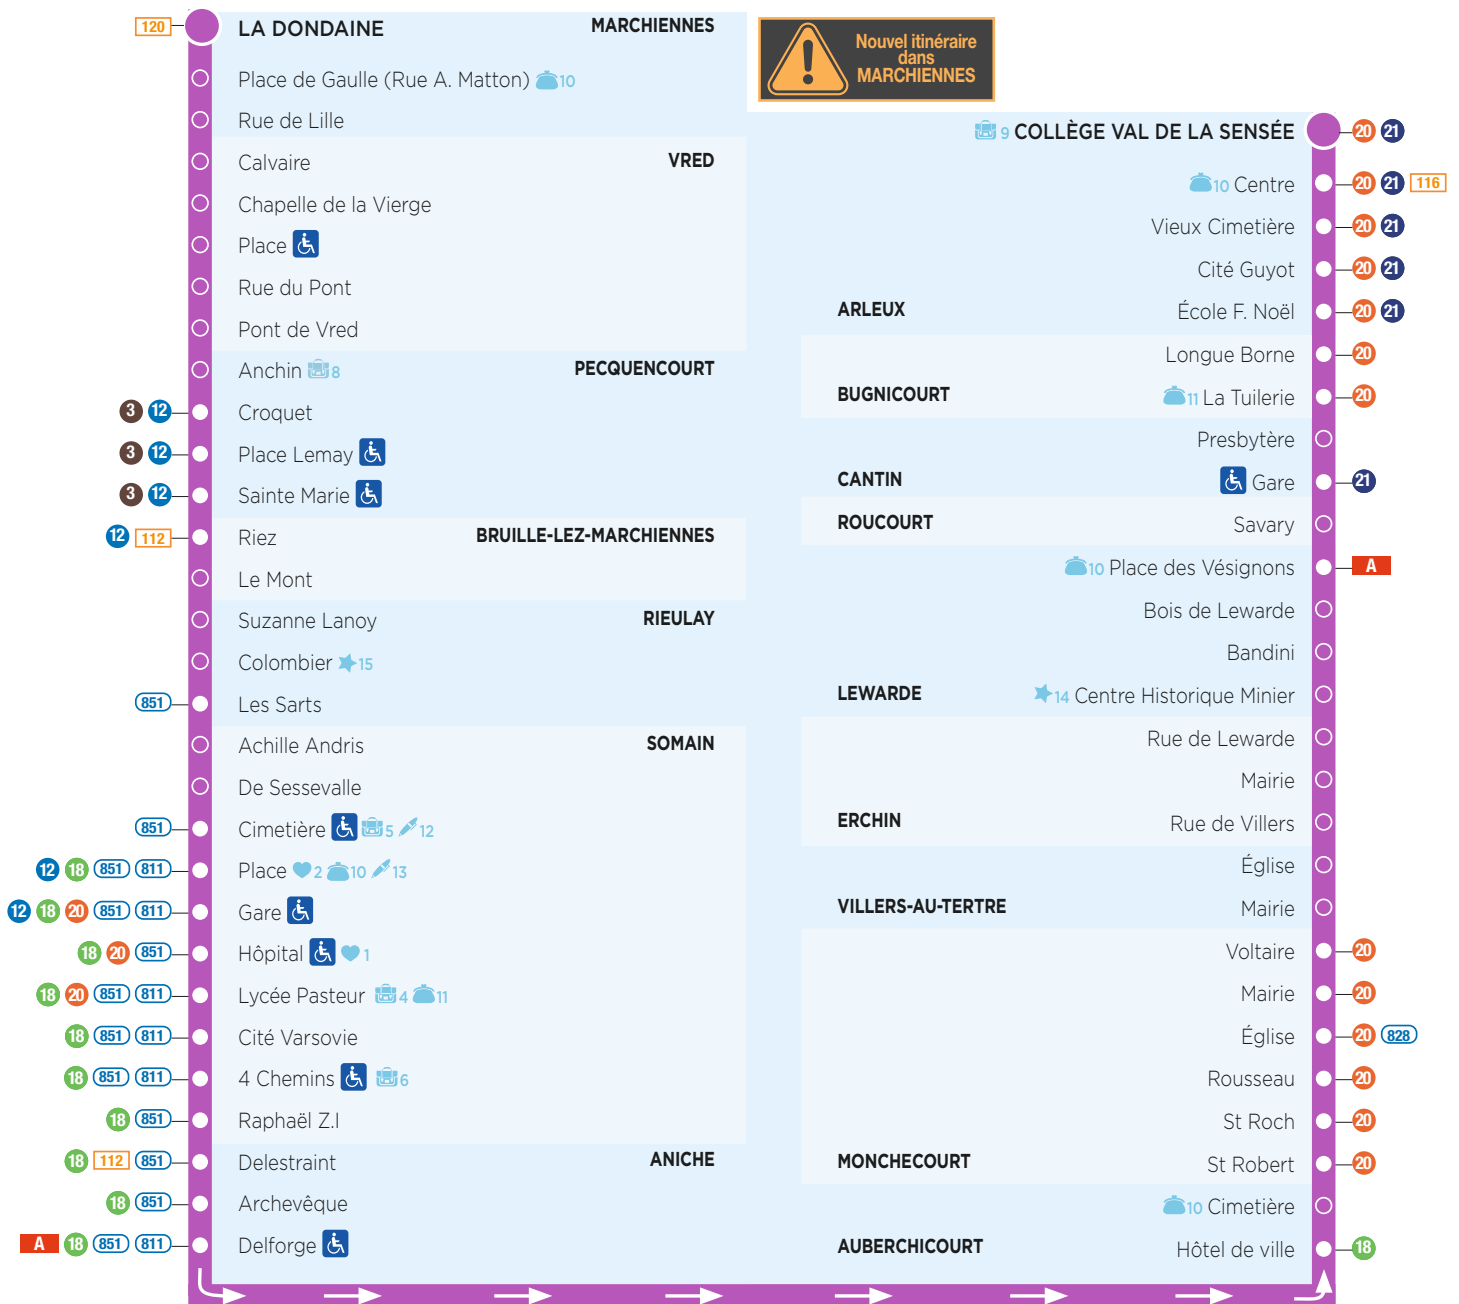 120 LA DONDAINE MARCHIENNES
Place de Gaulle (Rue A. Matton) 10
Rue de Lille
Calvaire VRED
Chapelle de la Vierge
Place
Rue du Pont
Pont de Vred
Anchin 8 PECQUENCOURT
3 12 Croquet
3 12 Place Lemay
3 12 Sainte Marie
12 112 Riez BRUILLE-LEZ-MARCHIENNES
Le Mont
Suzanne Lanoy RIEULAY
Colombier 15
851 Les Sarts
Achille Andris SOMAIN
De Sessevalle
851 Cimetière 5 12
12 18 851 811 Place 2 10 13
12 18 20 851 811 Gare
18 20 851 Hôpital 1
18 20 851 811 Lycée Pasteur 4 11
18 851 811 Cité Varsovie
18 851 811 4 Chemins 6
18 851 Raphaël Z.I
18 112 851 Delestraint ANICHE
18 851 Archevêque
A 18 851 811 Delforge
Nouvel itinéraire
dans
MARCHIENNES
9 COLLÈGE VAL DE LA SENSÉE 20 21
10 Centre 20 21 116
Vieux Cimetière 20 21
Cité Guyot 20 21
ARLEUX École F. Noël 20 21
Longue Borne 20
BUGNICOURT 11 La Tuilerie 20
Presbytère
CANTIN Gare 21
ROUCOURT Savary
10 Place des Vésignons A
Bois de Lewarde
Bandini
LEWARDE 14 Centre Historique Minier
Rue de Lewarde
Mairie
ERCHIN Rue de Villers
Église
VILLERS-AU-TERTRE Mairie
Voltaire 20
Mairie 20
Église 20 828
Rousseau 20
St Roch 20
MONCHECOURT St Robert 20
10 Cimetière
AUBERCHICOURT Hôtel de ville 18